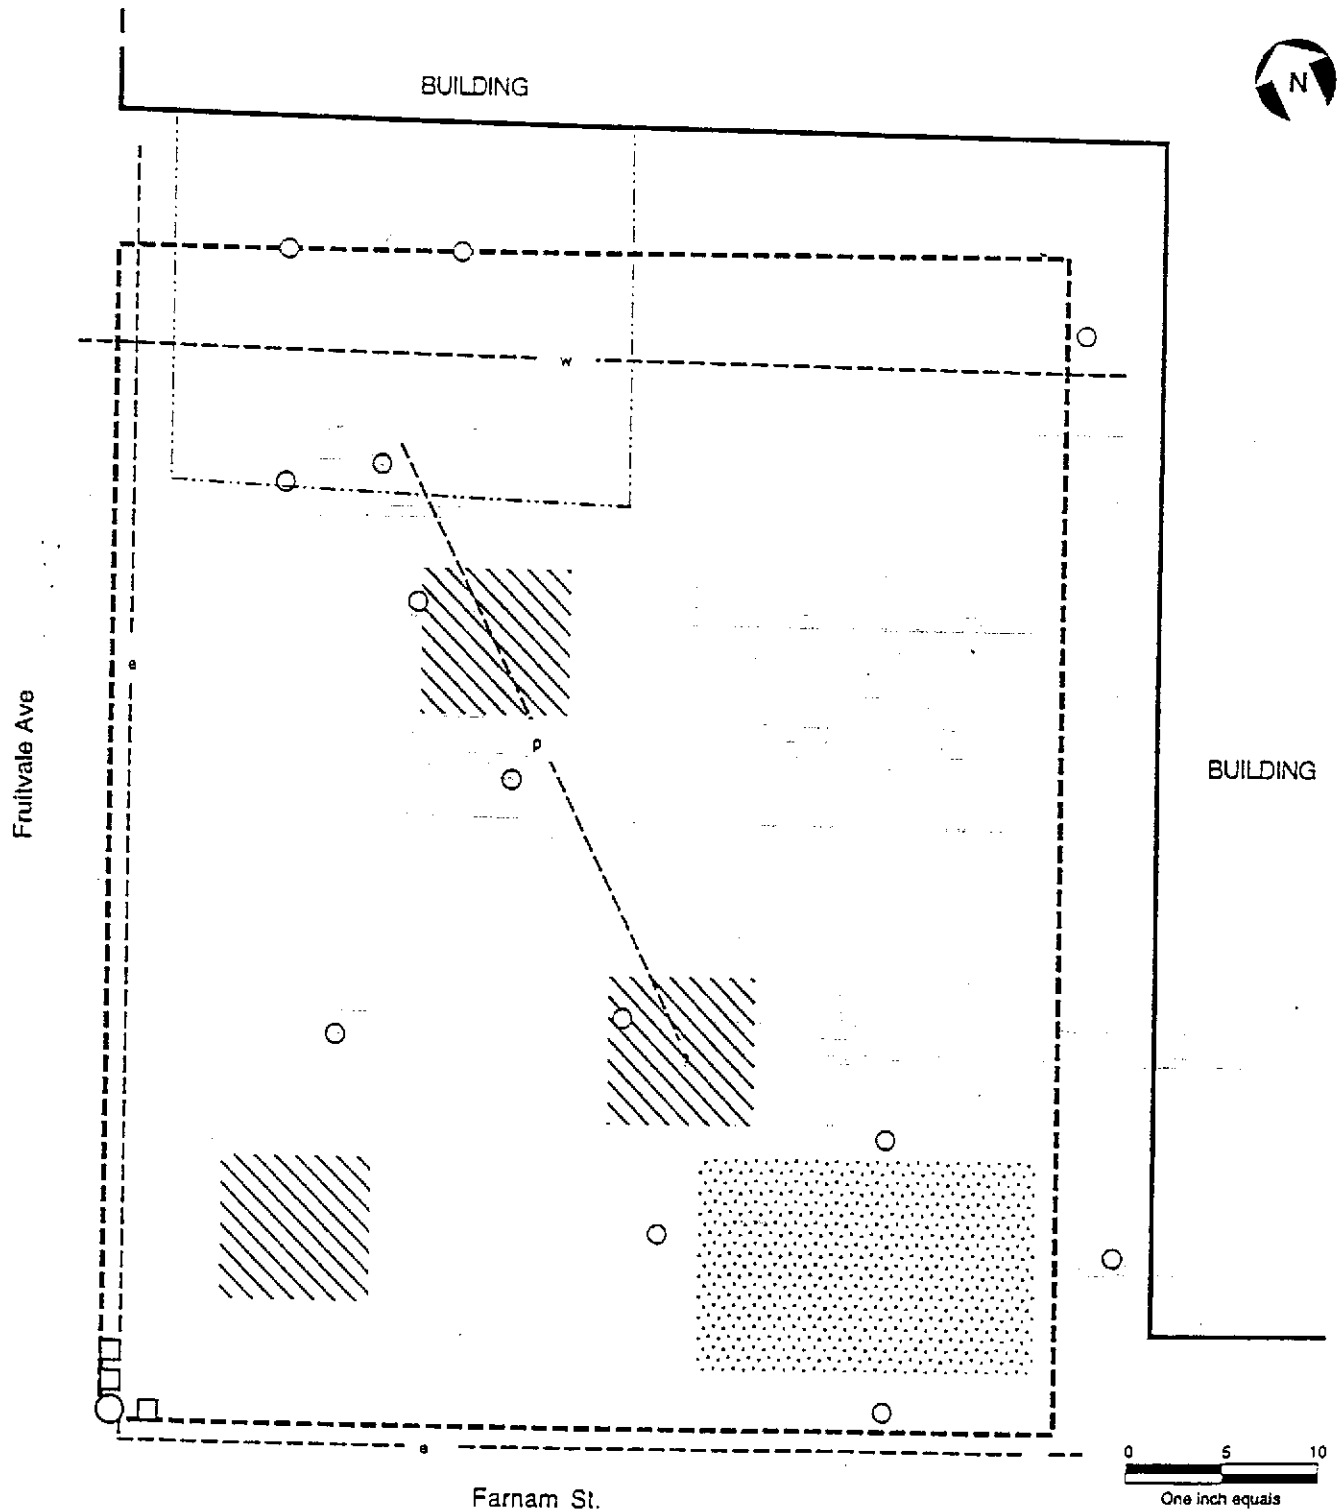 BUILDING
N
w
e
Fruitvale Ave
p
BUILDING
?
e
0 5 10
One inch equals
Farnam St.